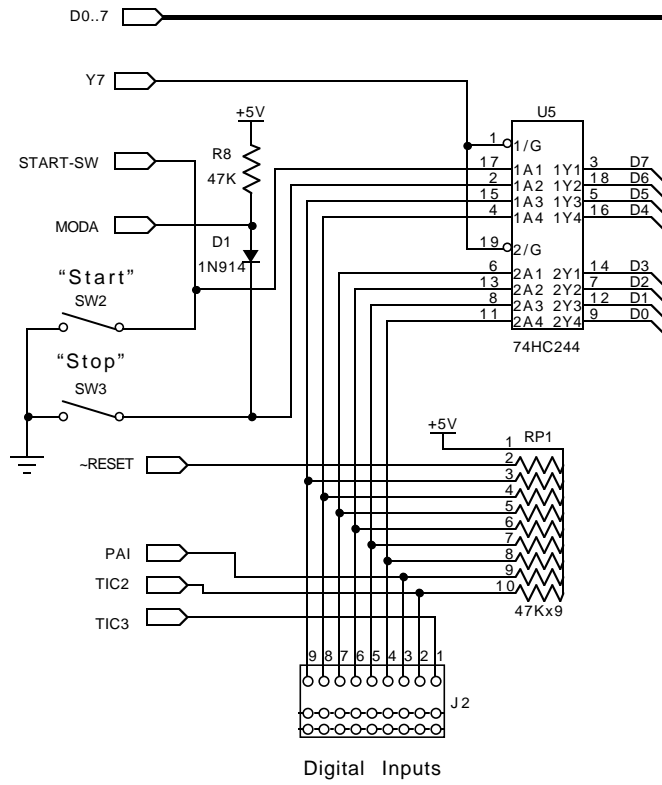 D0..7
Y7
+5V
U5
START-SW
R8
47K
MODA
D1
1N914
1 1/G
17 1A1 1Y1 3 D7
2 1A2 1Y2 18 D6
15 1A3 1Y3 5 D5
4 1A4 1Y4 16 D4
19 2/G
6 2A1 2Y1 14 D3
13 2A2 2Y2 7 D2
8 2A3 2Y3 12 D1
11 2A4 2Y4 9 D0
74HC244
“Start”
SW2
“Stop”
SW3
+5V
RP1
~RESET
1
2
3
4
5
6
7
8
9
10
47Kx9
PAI
TIC2
TIC3
9 8 7 6 5 4 3 2 1
J2
Digital Inputs